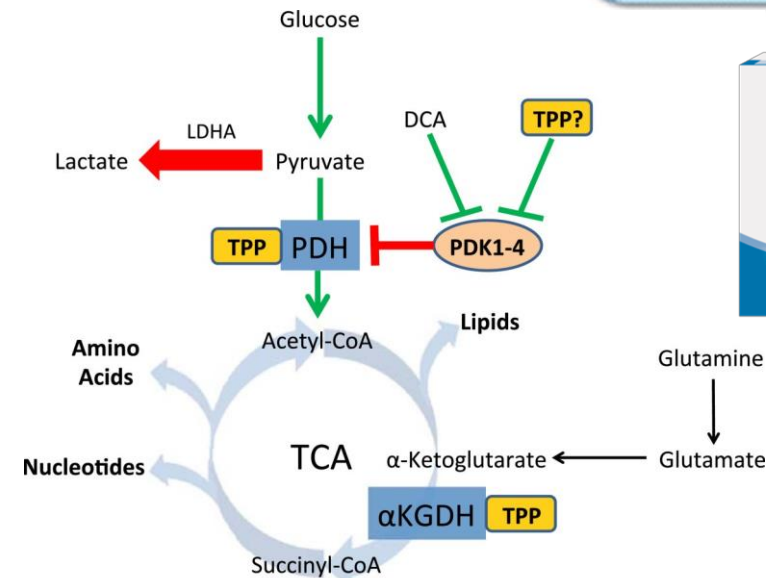 Glucose
LDHA
DCA
TPP?
Lactate
Pyruvate
TPP
PDH
PDK1-4
Lipids
Acetyl-CoA
Amino
Acids
Glutamine
TCA
α-Ketoglutarate
Glutamate
Nucleotides
αKGDH
TPP
Succinyl-CoA